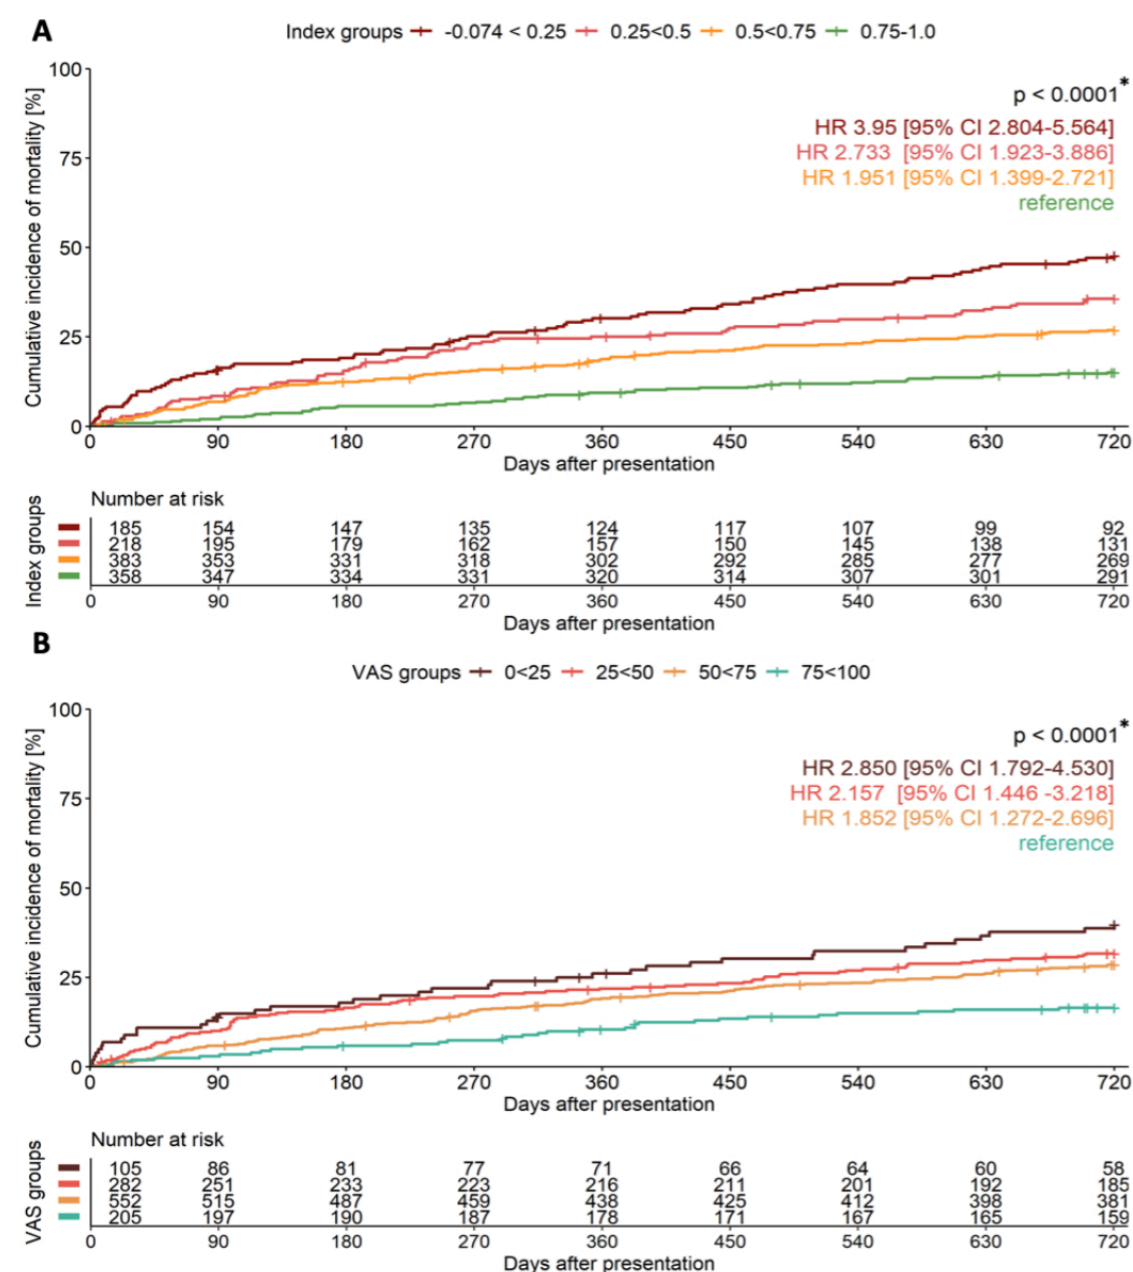 A
Index groups -0.074 < 0.25 0.25<0.5 0.5<0.75 0.75-1.0
Cumulative incidence of mortality [%]
100
75
50
25
0
p < 0.0001*
HR 3.95 [95% CI 2.804-5.564]
HR 2.733 [95% CI 1.923-3.886]
HR 1.951 [95% CI 1.399-2.721]
reference
0 90 180 270 360 450 540 630 720
Days after presentation
Number at risk
Index groups
185 154 147 135 124 117 107 99 92
218 195 179 162 157 150 145 138 131
383 353 331 318 302 292 285 277 269
358 347 334 331 320 314 307 301 291
0 90 180 270 360 450 540 630 720
Days after presentation
B
VAS groups 0<25 25<50 50<75 75<100
Cumulative incidence of mortality [%]
100
75
50
25
0
p < 0.0001*
HR 2.850 [95% CI 1.792-4.530]
HR 2.157 [95% CI 1.446 -3.218]
HR 1.852 [95% CI 1.272-2.696]
reference
0 90 180 270 360 450 540 630 720
Days after presentation
Number at risk
VAS groups
105 86 81 77 71 66 64 60 58
282 251 233 223 216 211 201 192 185
552 515 487 459 438 425 412 398 381
205 197 190 187 178 171 167 165 159
0 90 180 270 360 450 540 630 720
Days after presentation